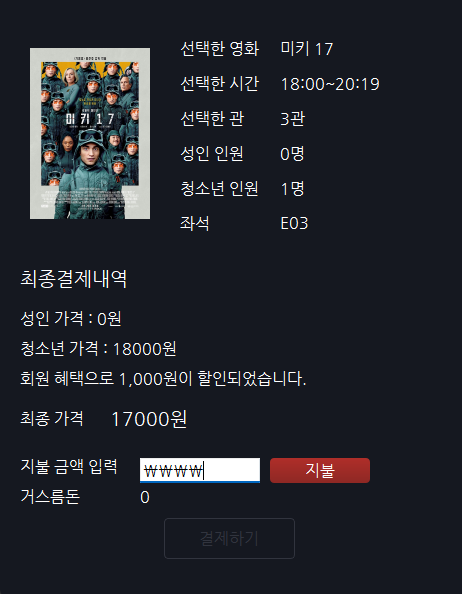 미키 17
선택한 영화 미키 17
선택한 시간 18:00~20:19
선택한 관 3관
성인 인원 0명
청소년 인원 1명
좌석 E03
최종결제내역
성인 가격 : 0원
청소년 가격 : 18000원
회원 혜택으로 1,000원이 할인되었습니다.
최종 가격 17000원
지불 금액 입력 ₩₩₩₩ 지불
거스름돈 0
결제하기